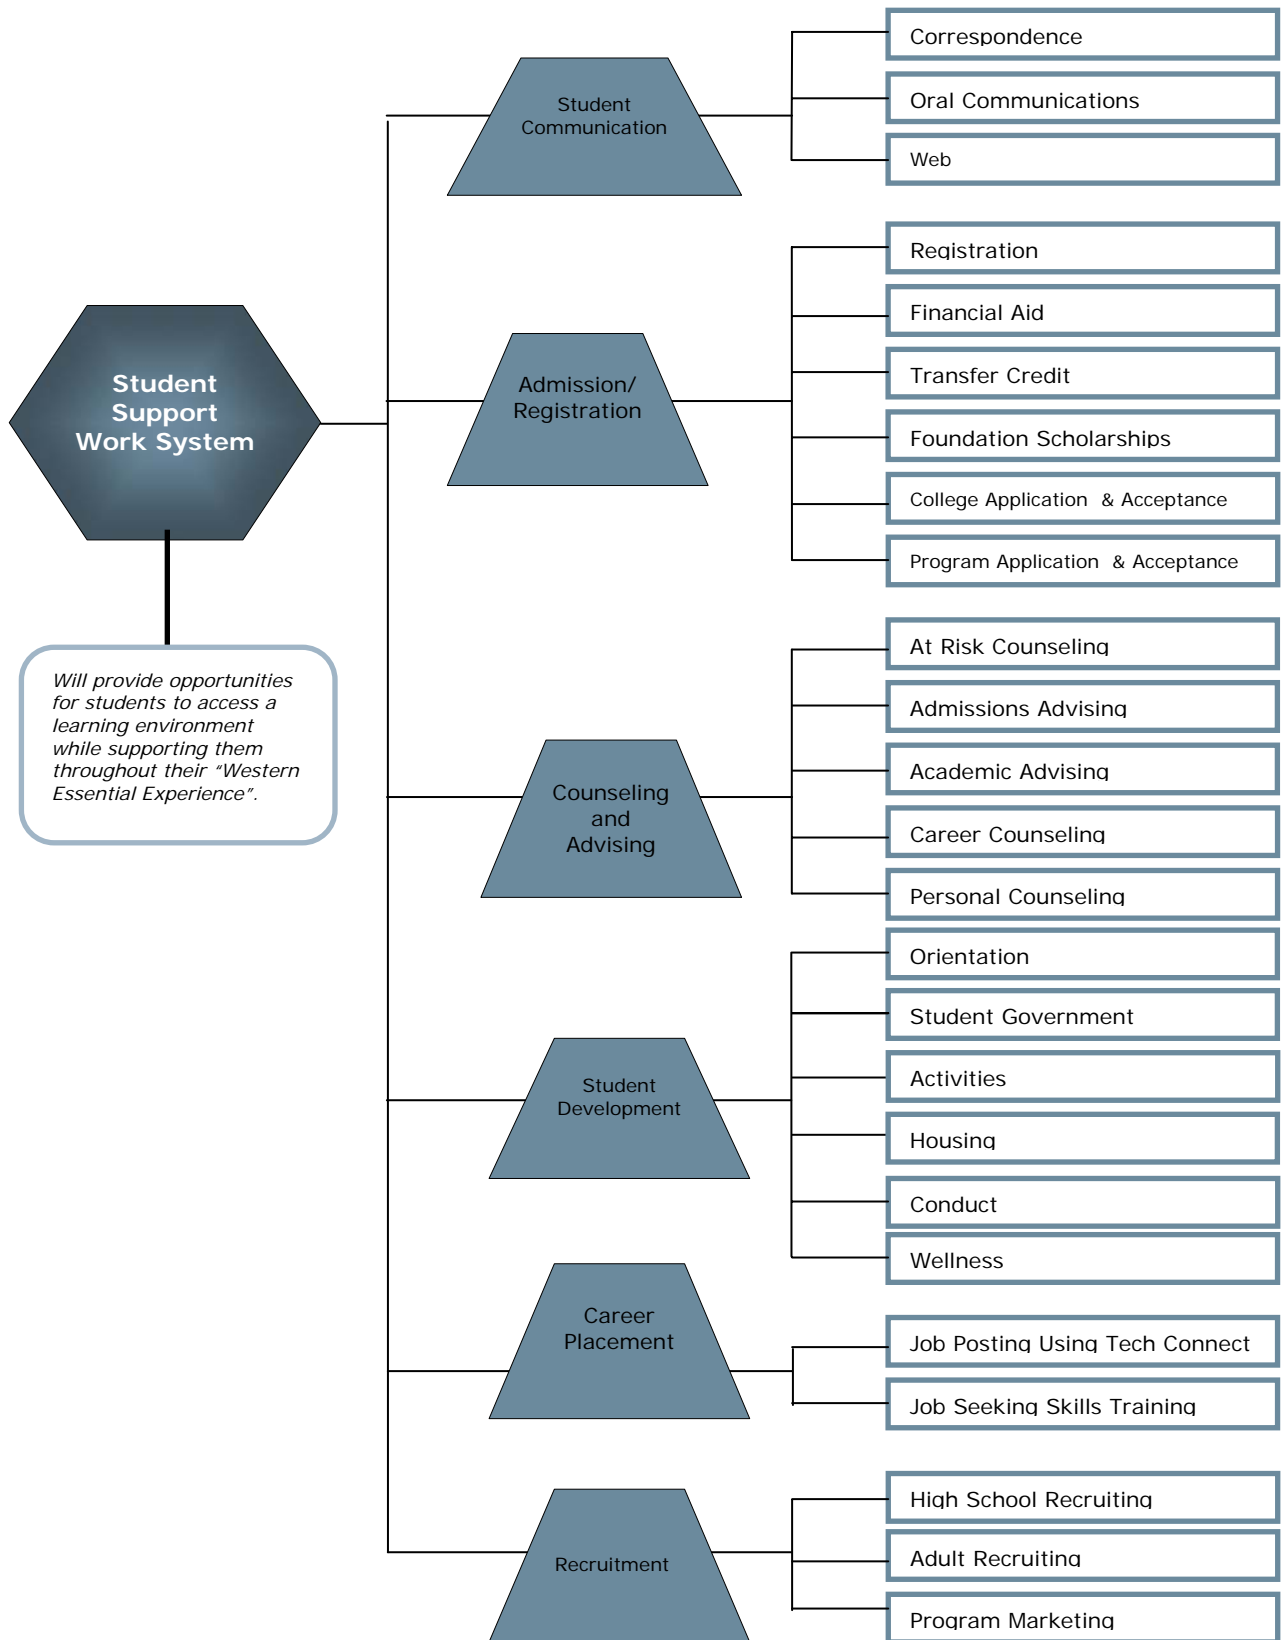 Student
Support
Work System
Will provide opportunities
for students to access a
learning environment
while supporting them
throughout their “Western
Essential Experience”.
Student
Communication
Correspondence
Oral Communications
Web
Admission/
Registration
Registration
Financial Aid
Transfer Credit
Foundation Scholarships
College Application  & Acceptance
Program Application  & Acceptance
Counseling
and
Advising
At Risk Counseling
Admissions Advising
Academic Advising
Career Counseling
Personal Counseling
Student
Development
Orientation
Student Government
Activities
Housing
Conduct
Wellness
Career
Placement
Job Posting Using Tech Connect
Job Seeking Skills Training
Recruitment
High School Recruiting
Adult Recruiting
Program Marketing